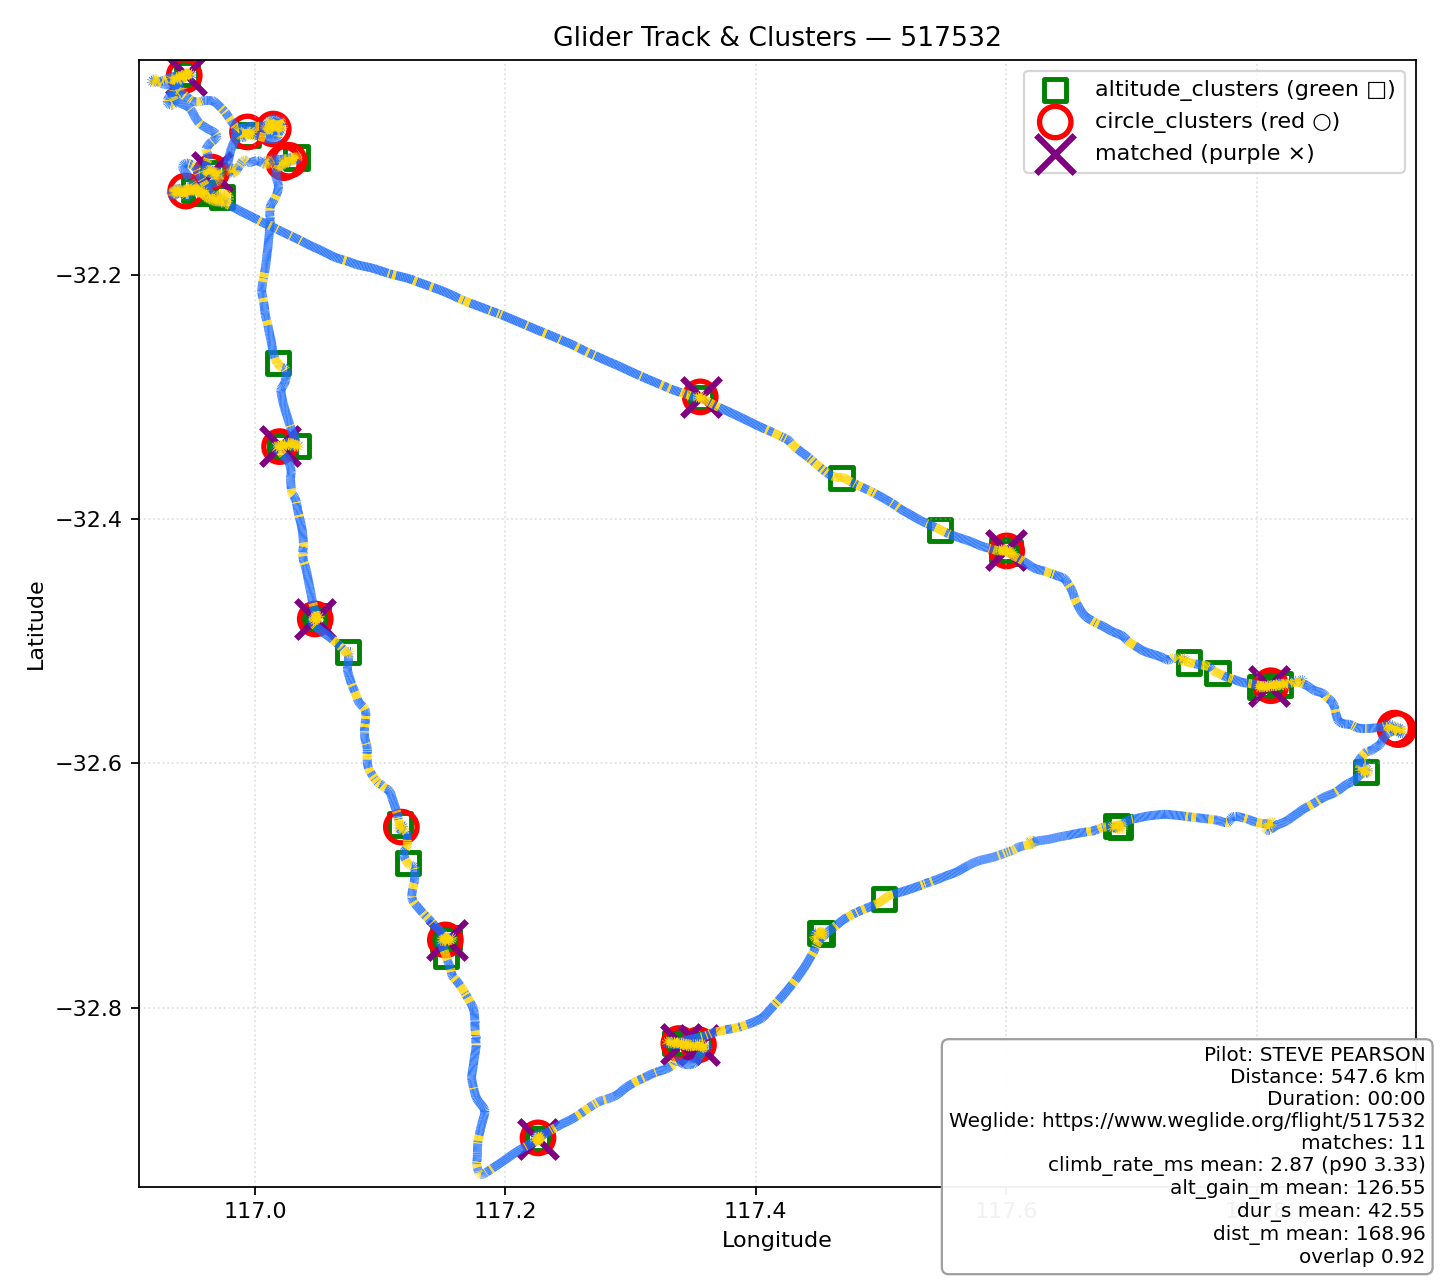 Glider Track & Clusters — 517532
altitude_clusters (green □)
circle_clusters (red ○)
matched (purple ×)
−32.2
−32.4
−32.6
−32.8
Latitude
117.0
117.2
117.4
117.6
Longitude
Pilot: STEVE PEARSON
Distance: 547.6 km
Duration: 00:00
Weglide: https://www.weglide.org/flight/517532
matches: 11
climb_rate_ms mean: 2.87 (p90 3.33)
alt_gain_m mean: 126.55
dur_s mean: 42.55
dist_m mean: 168.96
overlap 0.92